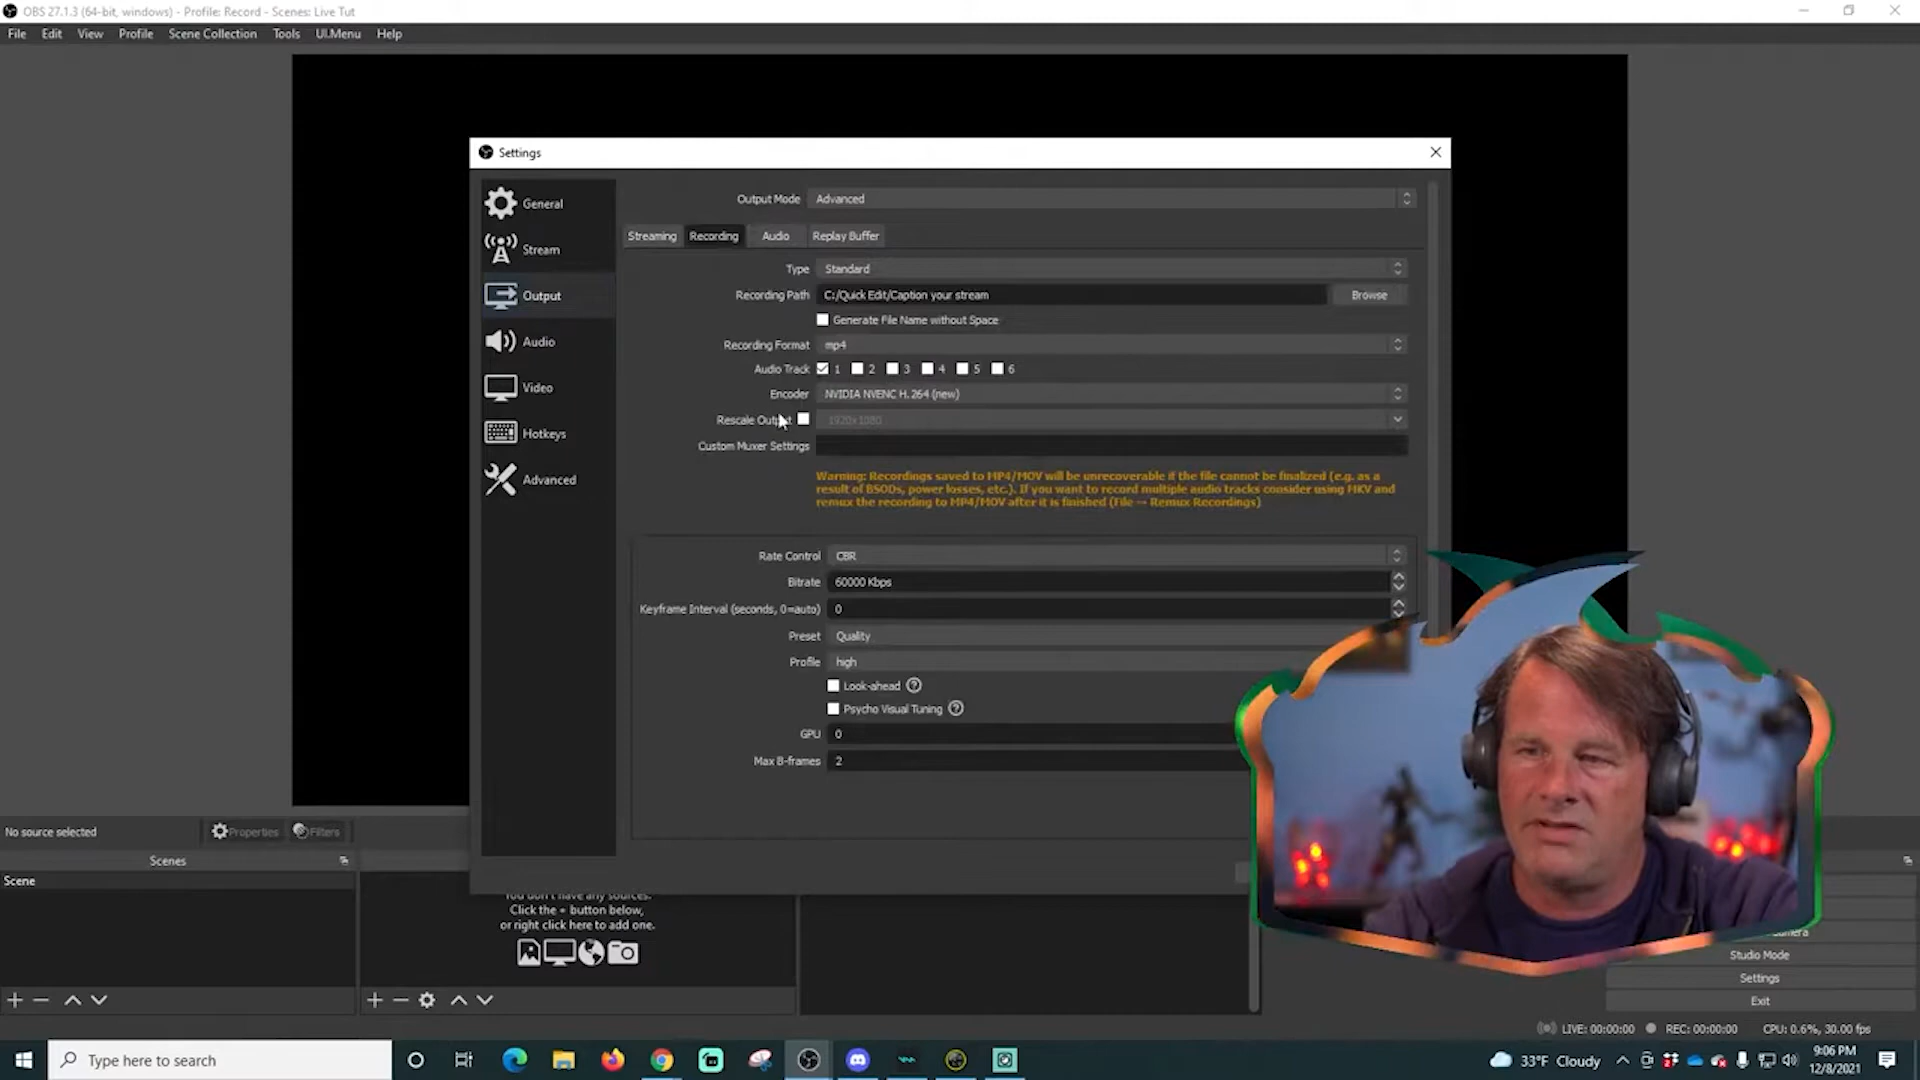 OBS 27.1.3 (64-bit, windows) - Profile: Record - Scenes: Live Tut
File Edit View Profile Scene Collection Tools UI.Menu Help
Settings
General
Stream
Output
Audio
Video
Hotkeys
Advanced
Output Mode Advanced
Streaming Recording Audio Replay Buffer
Type Standard
Recording Path C:/Quick Edit/Caption your stream Browse
Generate File Name without Space
Recording Format mp4
Audio Track 1 2 3 4 5 6
Encoder NVIDIA NVENC H.264 (new)
Rescale Output 1920x1080
Custom Muxer Settings
Warning: Recordings saved to MP4/MOV will be unrecoverable if the file cannot be finalized (e.g. as a
result of BSODs, power losses, etc.). If you want to record multiple audio tracks consider using MKV and
remux the recording to MP4/MOV after it is finished (File → Remux Recordings)
Rate Control CBR
Bitrate 60000 Kbps
Keyframe Interval (seconds, 0=auto) 0
Preset Quality
Profile high
Look-ahead ?
Psycho Visual Tuning ?
GPU 0
Max B-frames 2
No source selected Properties Filters
Scenes
Scene
You don't have any sources.
Click the + button below,
or right click here to add one.
Studio Mode
Settings
Exit
LIVE: 00:00:00 REC: 00:00:00 CPU: 0.6%, 30.00 fps
Type here to search
33°F Cloudy
9:06 PM
12/8/2021